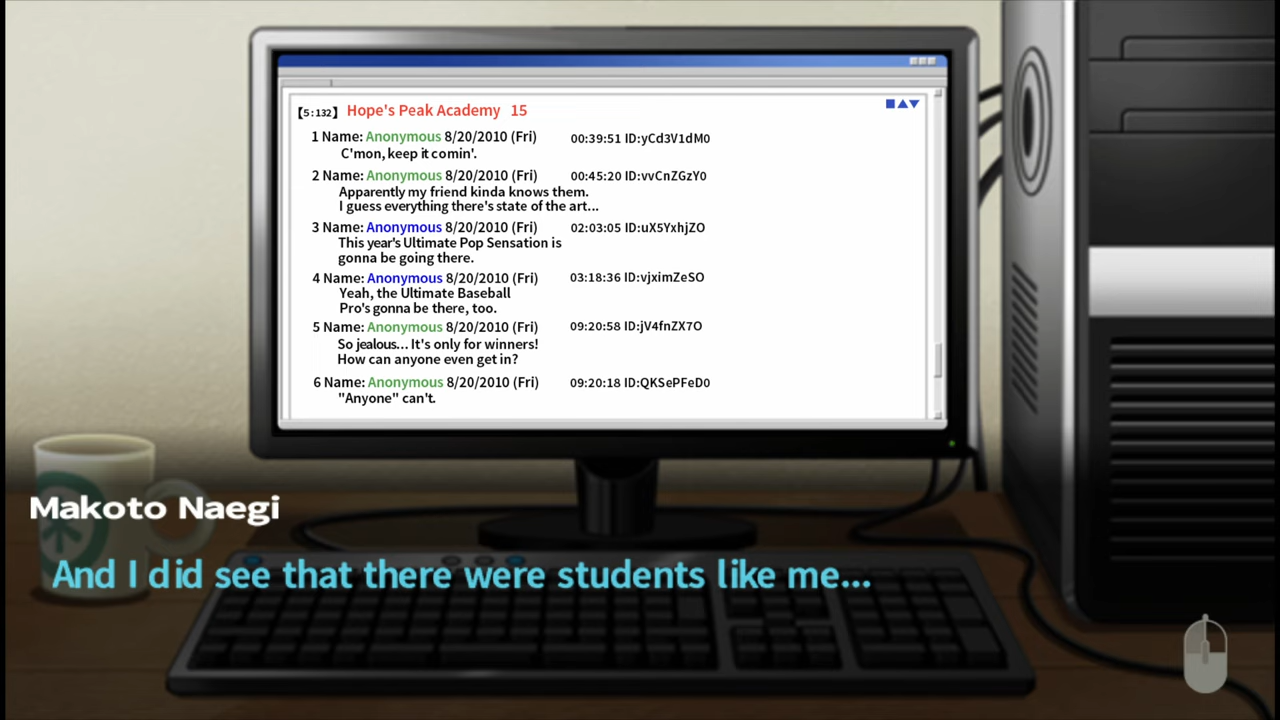 【5:132】 Hope's Peak Academy 15
1 Name: Anonymous 8/20/2010 (Fri) 00:39:51 ID:yCd3V1dM0
C'mon, keep it comin'.
2 Name: Anonymous 8/20/2010 (Fri) 00:45:20 ID:vvCnZGzY0
Apparently my friend kinda knows them.
I guess everything there's state of the art...
3 Name: Anonymous 8/20/2010 (Fri) 02:03:05 ID:uX5YxhjZO
This year's Ultimate Pop Sensation is
gonna be going there.
4 Name: Anonymous 8/20/2010 (Fri) 03:18:36 ID:vjximZeSO
Yeah, the Ultimate Baseball
Pro's gonna be there, too.
5 Name: Anonymous 8/20/2010 (Fri) 09:20:58 ID:jV4fnZX7O
So jealous... It's only for winners!
How can anyone even get in?
6 Name: Anonymous 8/20/2010 (Fri) 09:20:18 ID:QKSePFeD0
"Anyone" can't.
Makoto Naegi
And I did see that there were students like me...